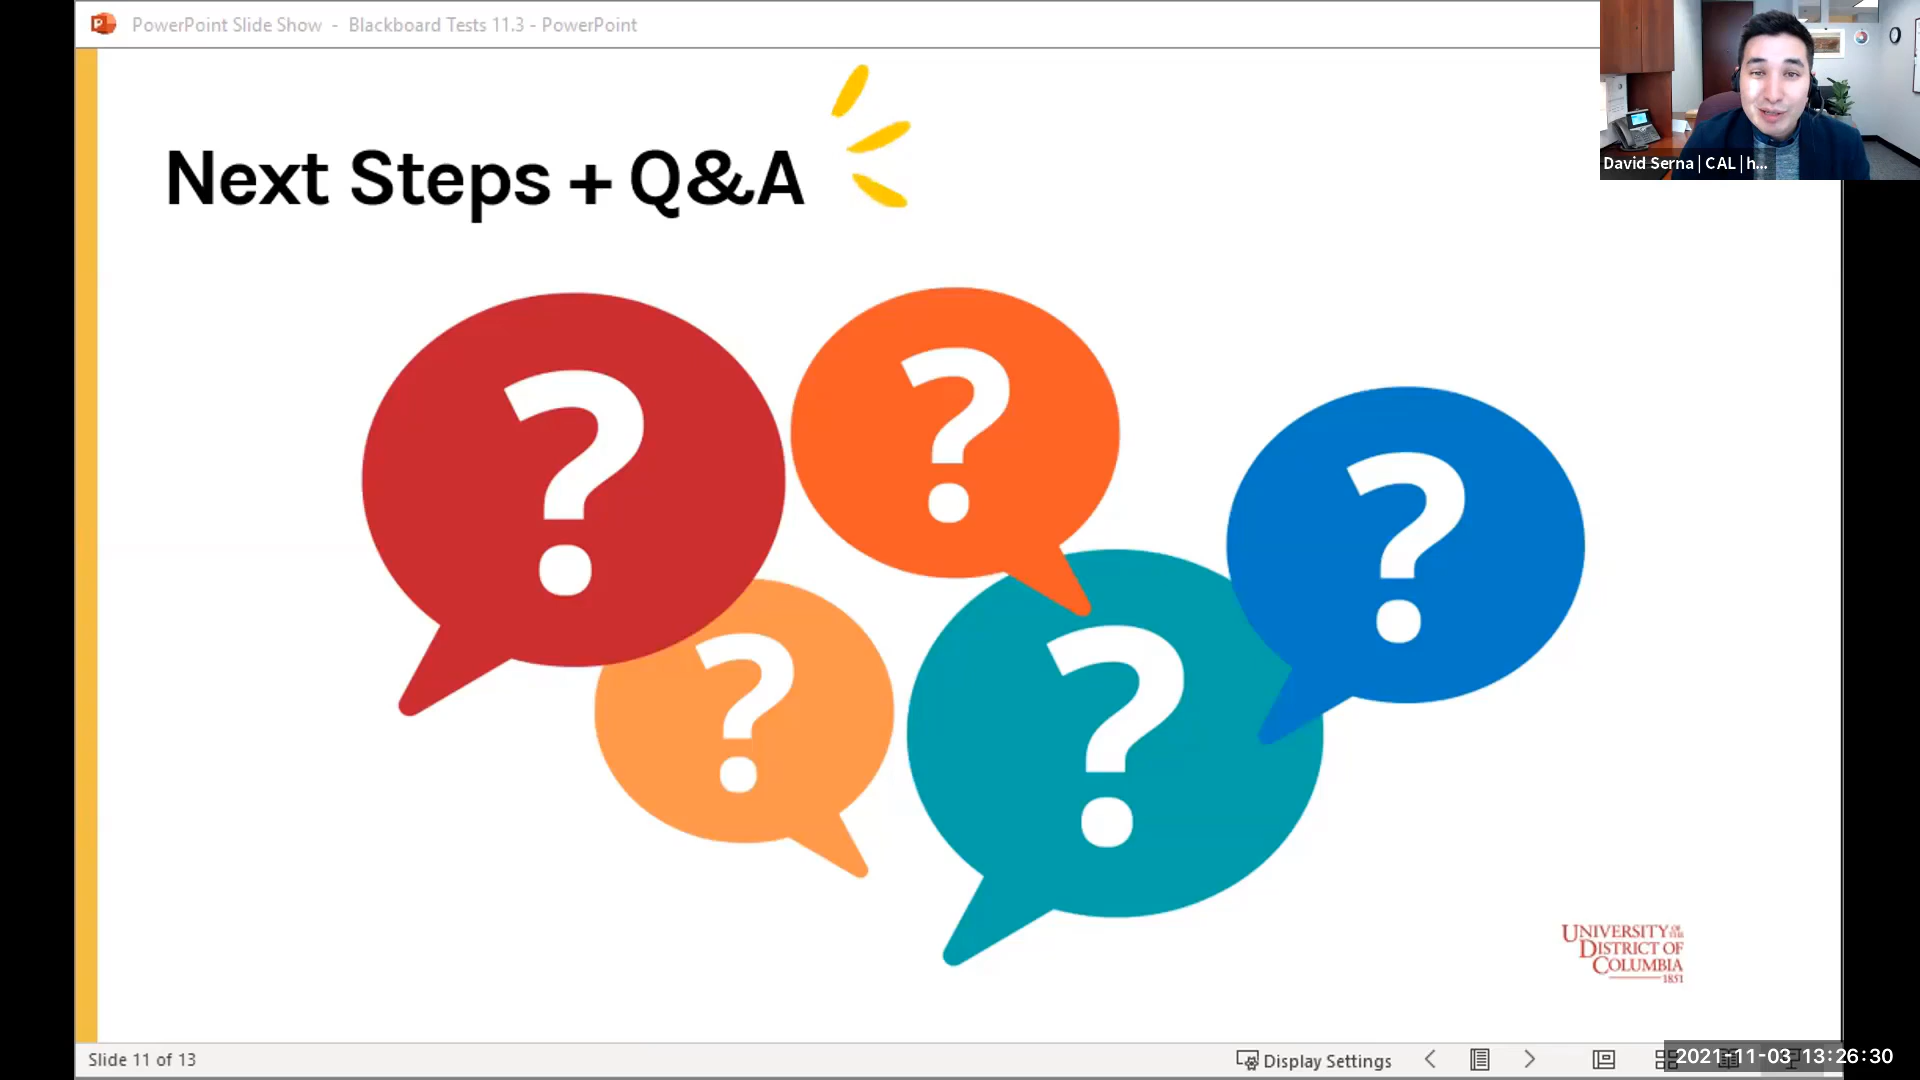 PowerPoint Slide Show - Blackboard Tests 11.3 - PowerPoint
David Serna | CAL | h...
Next Steps + Q&A
?
?
?
?
?
UNIVERSITY OF THE
DISTRICT OF
COLUMBIA
1851
Slide 11 of 13
Display Settings
2021-11-03 13:26:30